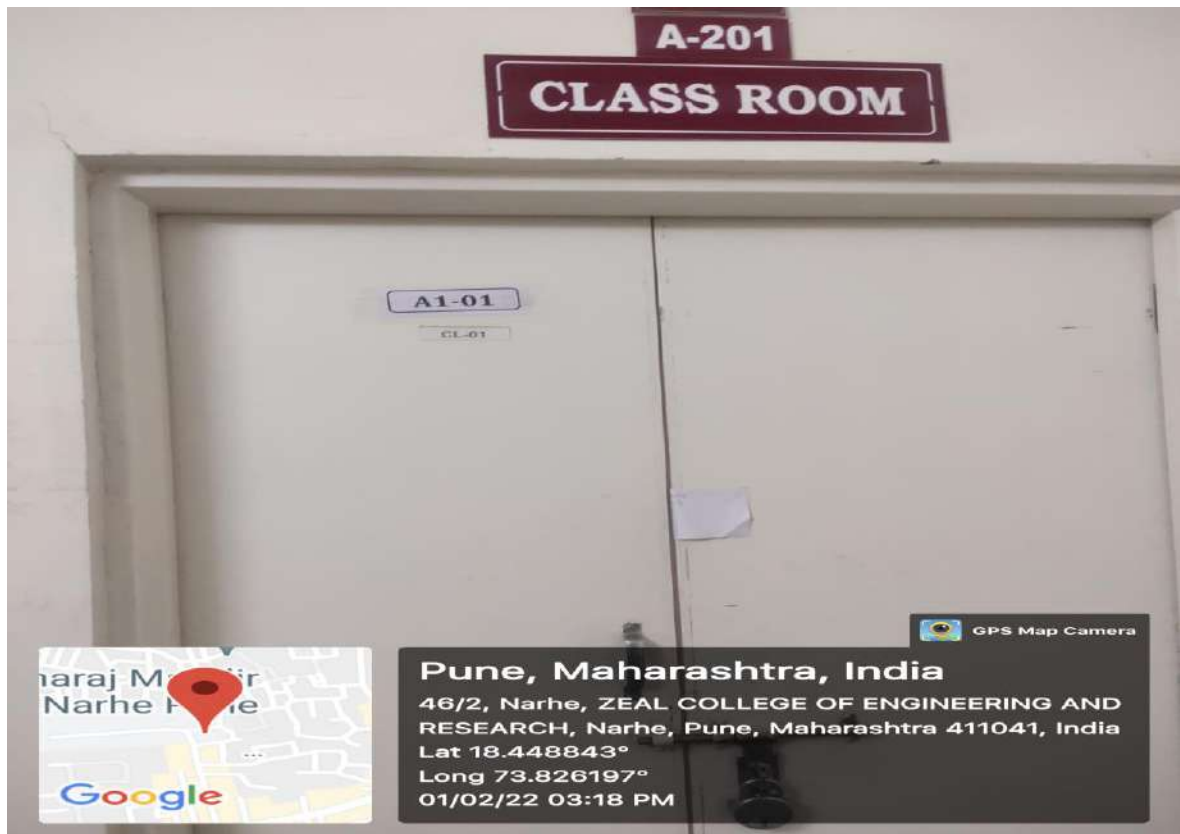 A-201
CLASS ROOM
A1-01
CL-01
GPS Map Camera
Pune, Maharashtra, India
46/2, Narhe, ZEAL COLLEGE OF ENGINEERING AND
RESEARCH, Narhe, Pune, Maharashtra 411041, India
Lat 18.448843°
Long 73.826197°
01/02/22 03:18 PM
Narhe
Google